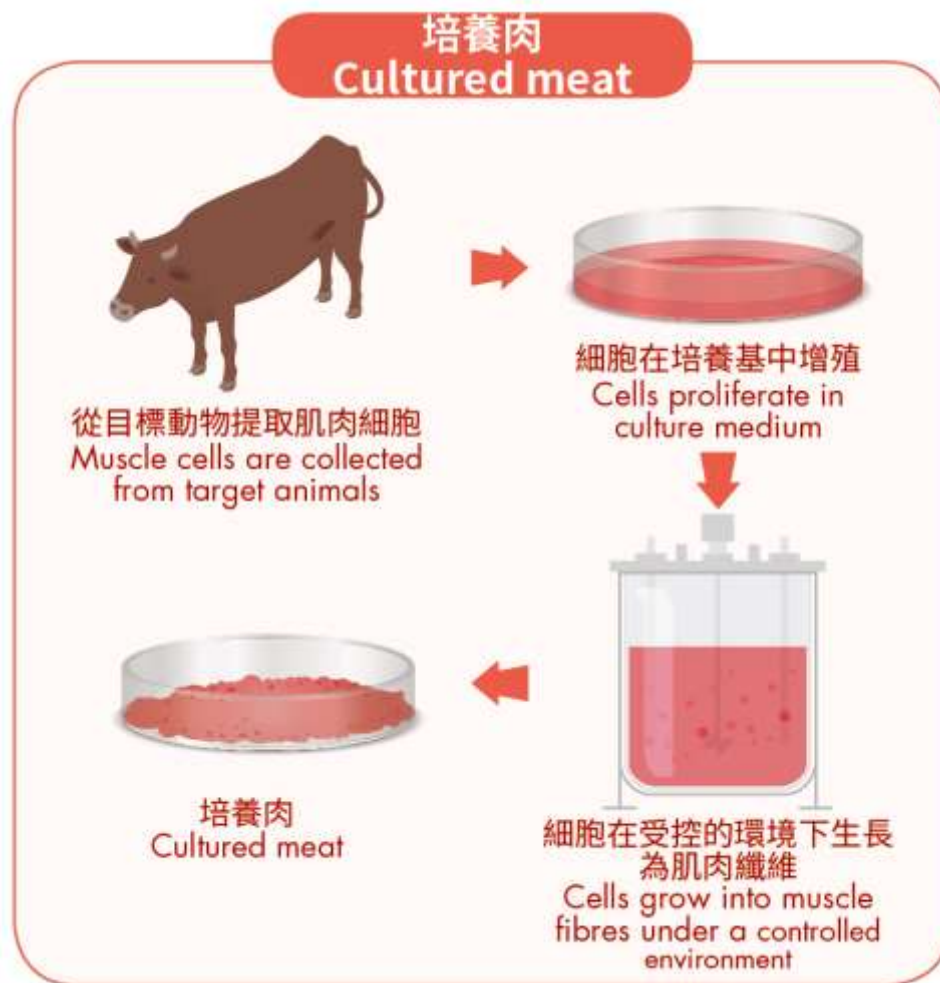 培養肉
Cultured meat
從目標動物提取肌肉細胞
Muscle cells are collected
from target animals
細胞在培養基中增殖
Cells proliferate in
culture medium
細胞在受控的環境下生長
為肌肉纖維
Cells grow into muscle
fibres under a controlled
environment
培養肉
Cultured meat